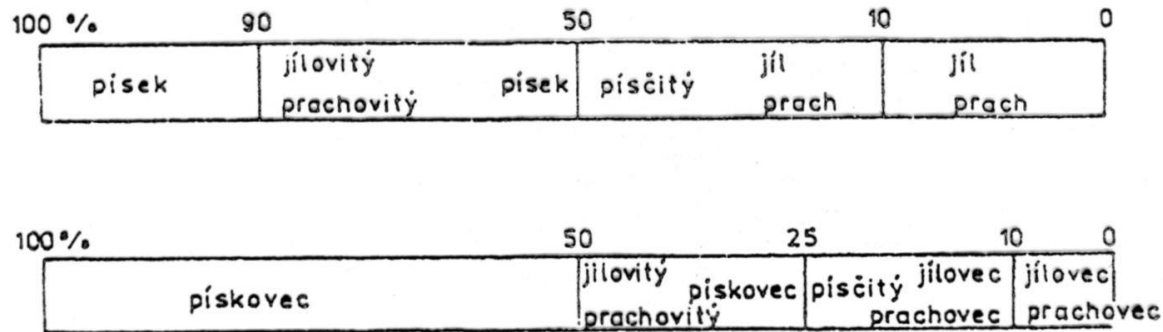 100 % 90 50 10 0
písek jílovitý prachovitý písek písčitý jíl prach jíl prach
100% 50 25 10 0
pískovec jílovitý prachovitý pískovec písčitý jílovec prachovec jílovec prachovec